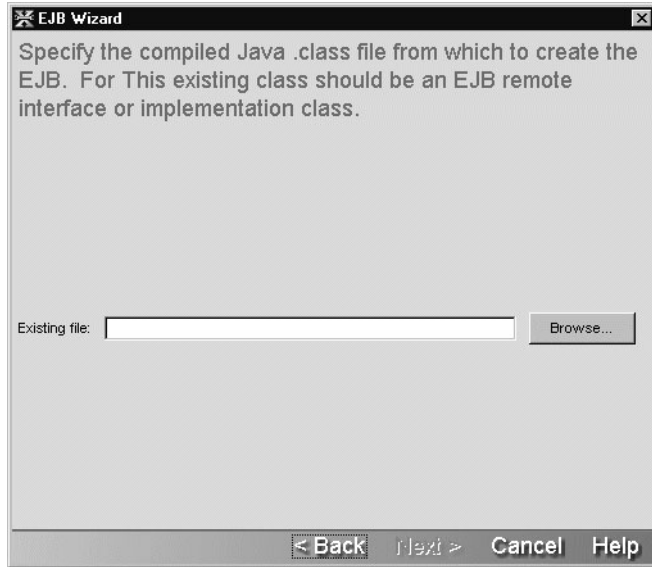 EJB Wizard
Specify the compiled Java .class file from which to create the
EJB. For This existing class should be an EJB remote
interface or implementation class.
Existing file:
Browse...
< Back Next > Cancel Help